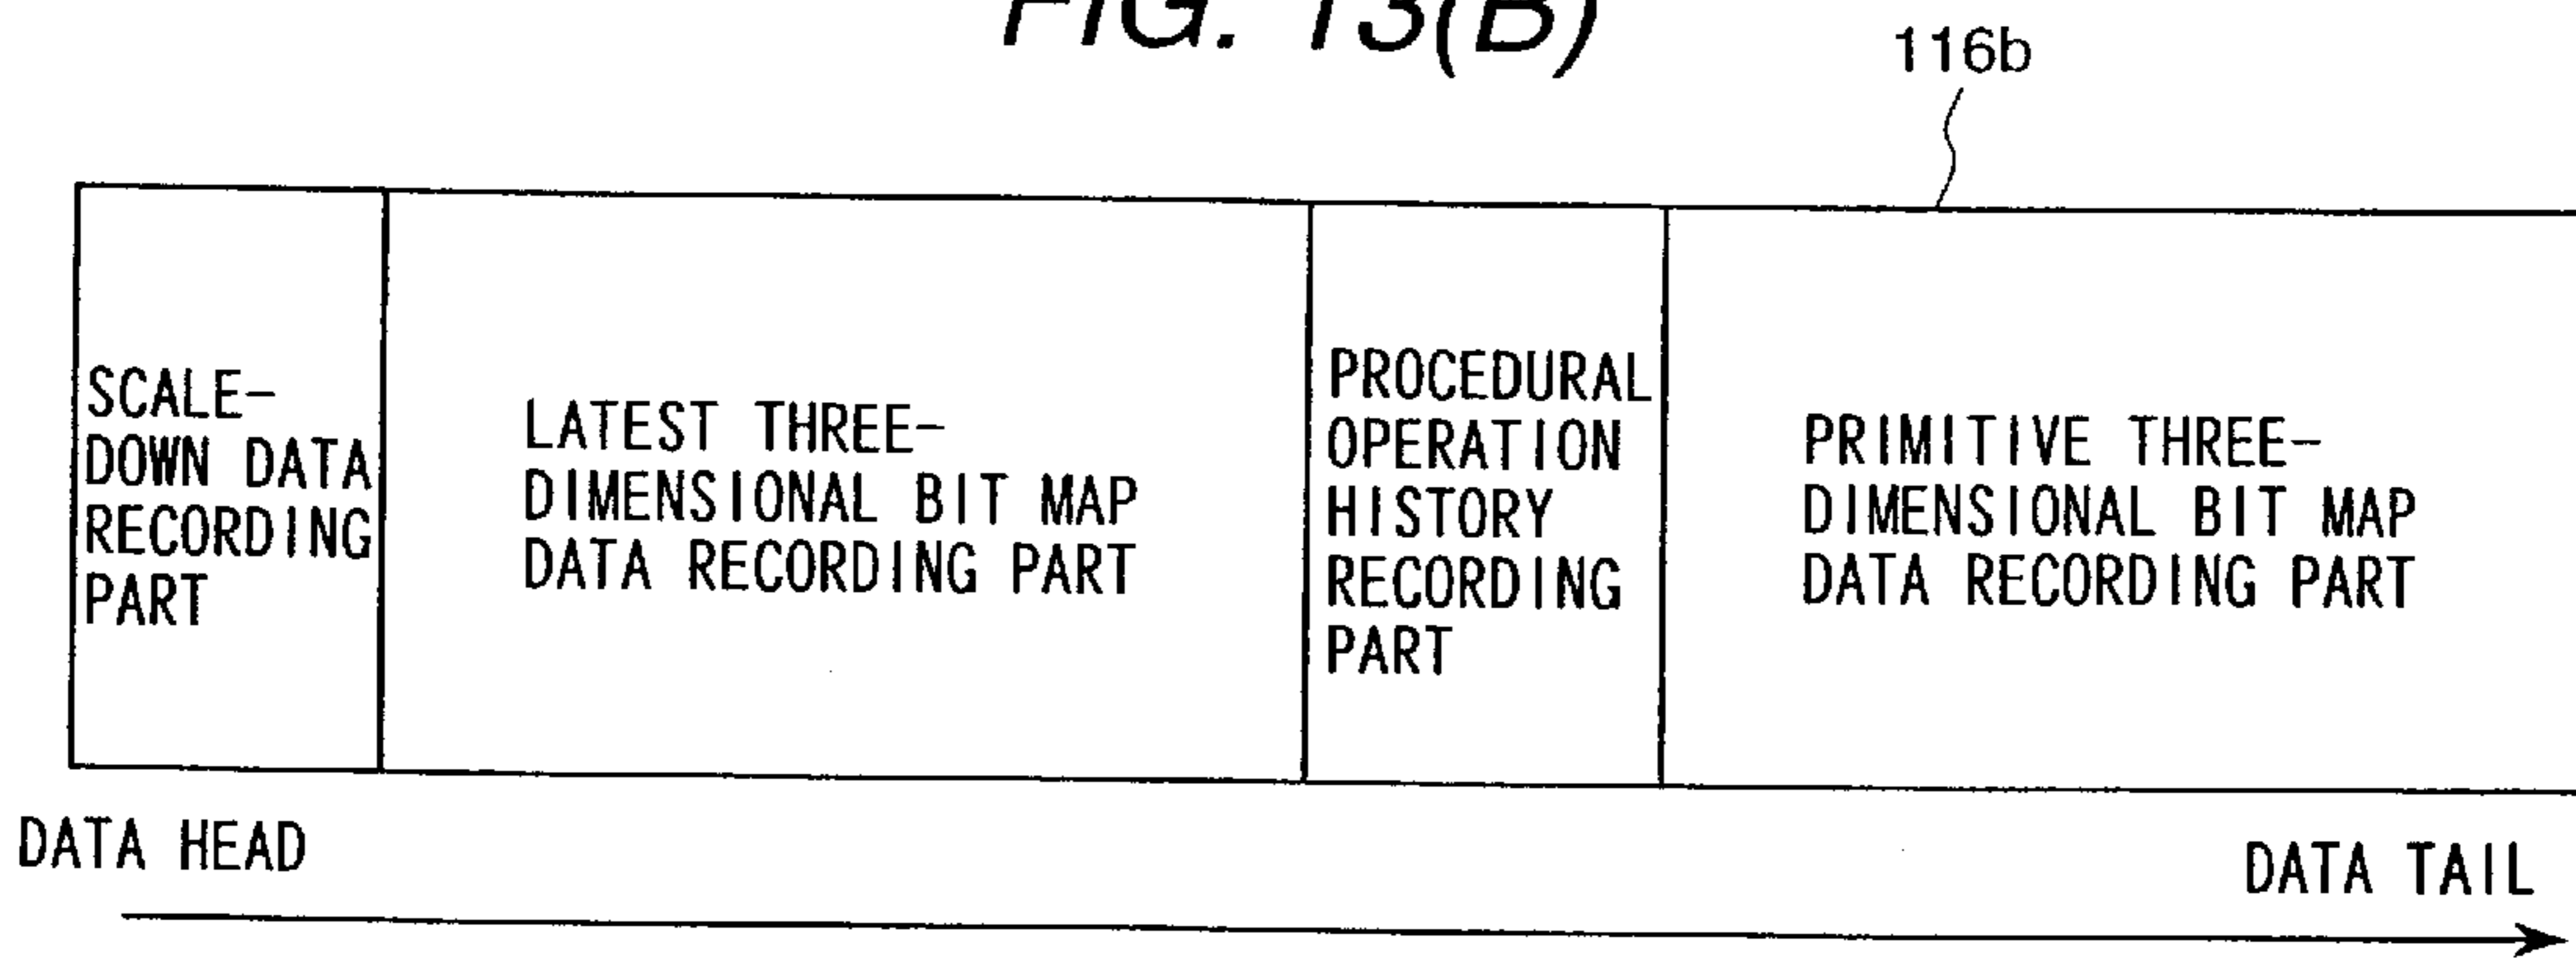 FIG. 13(B)
116b
SCALE-
DOWN DATA
RECORDING
PART
LATEST THREE-
DIMENSIONAL BIT MAP
DATA RECORDING PART
PROCEDURAL
OPERATION
HISTORY
RECORDING
PART
PRIMITIVE THREE-
DIMENSIONAL BIT MAP
DATA RECORDING PART
DATA HEAD
DATA TAIL